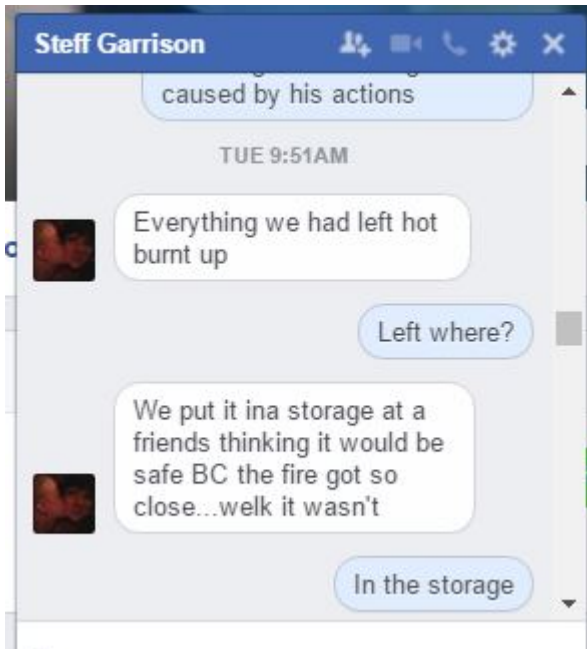 Steff Garrison
caused by his actions
TUE 9:51AM
Everything we had left hot
burnt up
Left where?
We put it ina storage at a
friends thinking it would be
safe BC the fire got so
close...welk it wasn't
In the storage